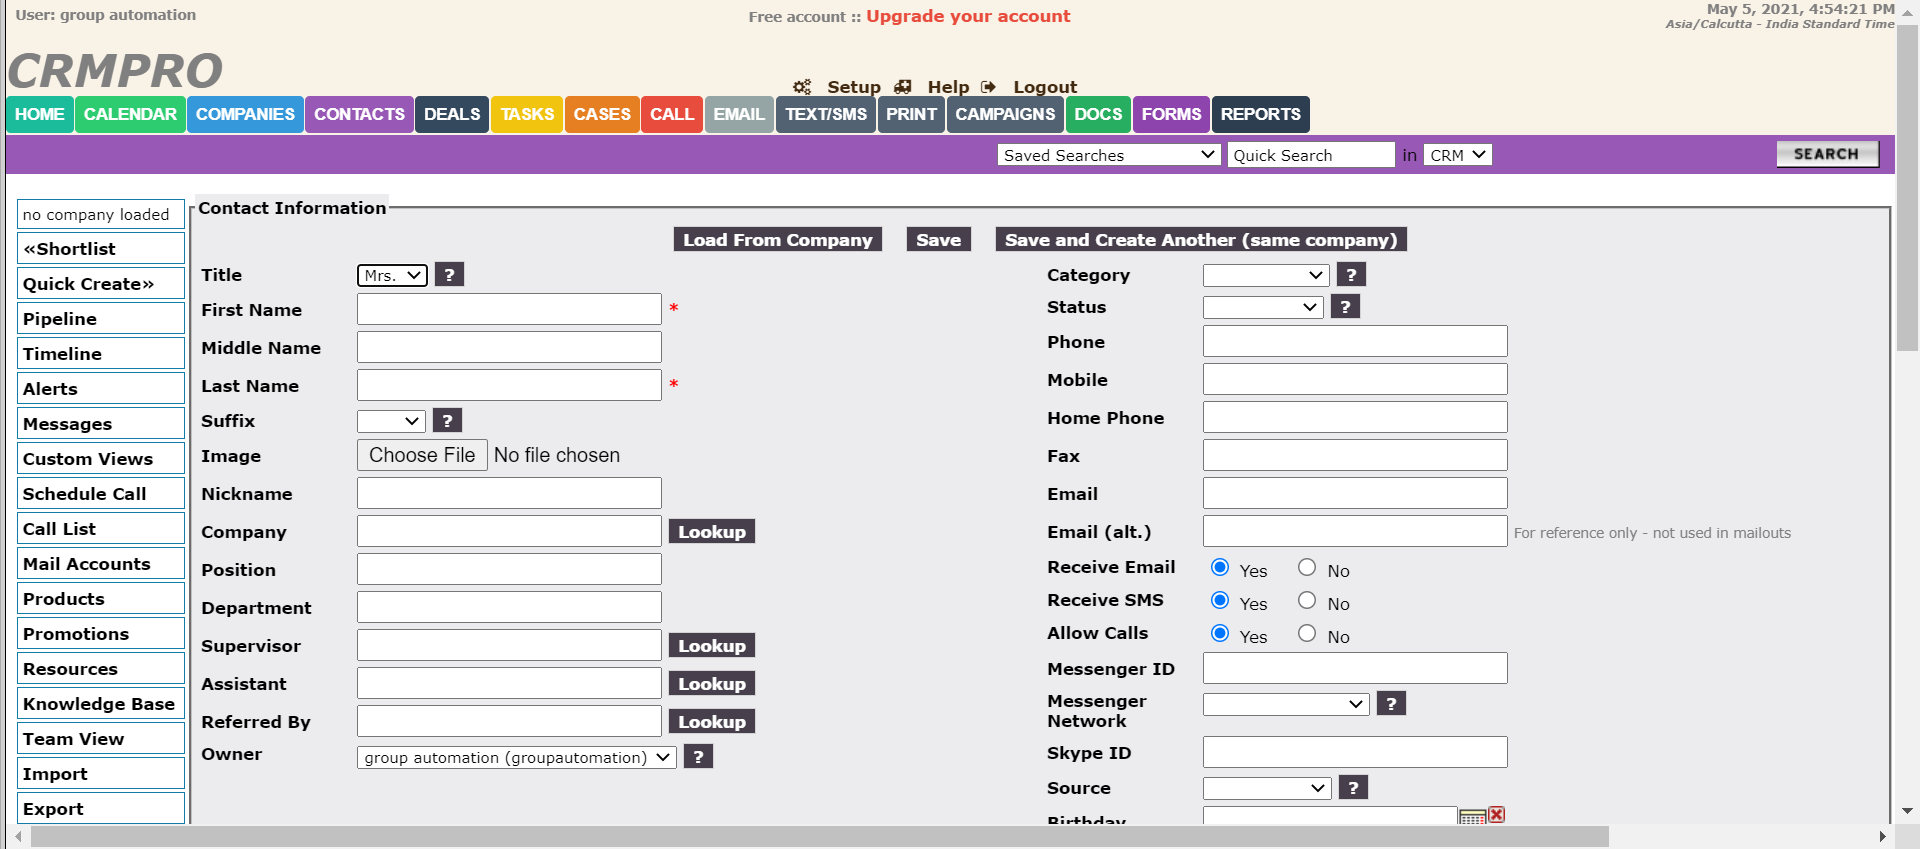 User: group automation
Free account :: Upgrade your account
May 5, 2021, 4:54:21 PM
Asia/Calcutta - India Standard Time
CRMPRO
Setup Help Logout
HOME CALENDAR COMPANIES CONTACTS DEALS TASKS CASES CALL EMAIL TEXT/SMS PRINT CAMPAIGNS DOCS FORMS REPORTS
Saved Searches Quick Search in CRM SEARCH
no company loaded
«Shortlist
Quick Create»
Pipeline
Timeline
Alerts
Messages
Custom Views
Schedule Call
Call List
Mail Accounts
Products
Promotions
Resources
Knowledge Base
Team View
Import
Export
Contact Information
Load From Company Save Save and Create Another (same company)
Title Mrs. ?
First Name *
Middle Name
Last Name *
Suffix ?
Image Choose File No file chosen
Nickname
Company Lookup
Position
Department
Supervisor Lookup
Assistant Lookup
Referred By Lookup
Owner group automation (groupautomation) ?
Category ?
Status ?
Phone
Mobile
Home Phone
Fax
Email
Email (alt.) For reference only - not used in mailouts
Receive Email Yes No
Receive SMS Yes No
Allow Calls Yes No
Messenger ID
Messenger
Network ?
Skype ID
Source ?
Birthday